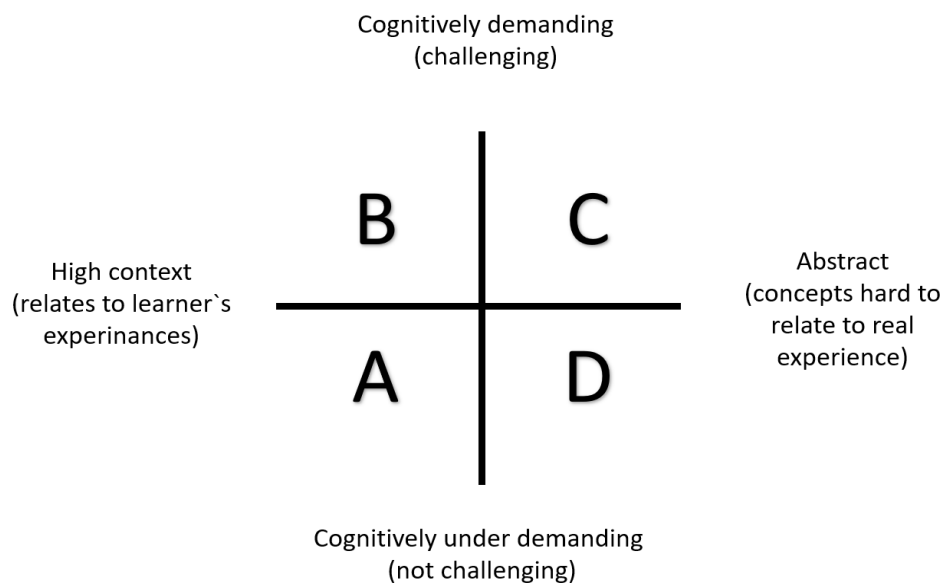 Cognitively demanding
(challenging)
B
C
High context
(relates to learner`s
experinances)
Abstract
(concepts hard to
relate to real
experience)
A
D
Cognitively under demanding
(not challenging)